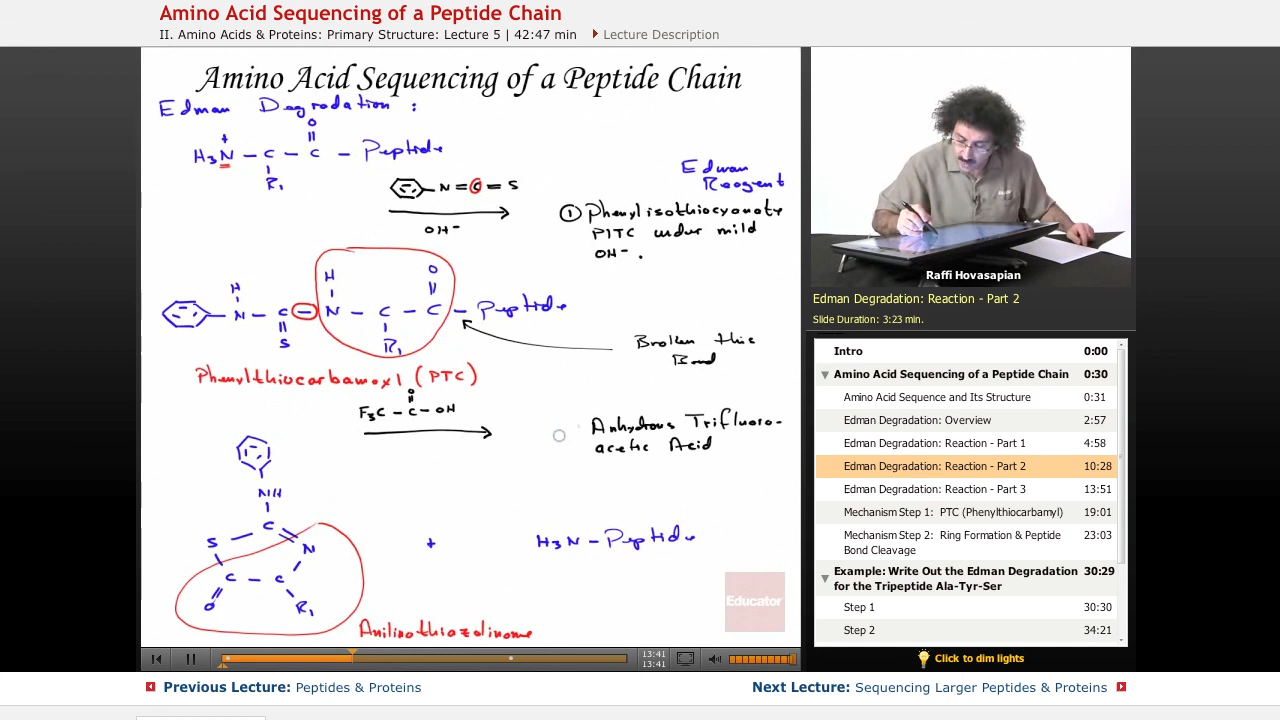 Amino Acid Sequencing of a Peptide Chain
II. Amino Acids & Proteins: Primary Structure: Lecture 5 | 42:47 min Lecture Description
Amino Acid Sequencing of a Peptide Chain
Edman Degradation :
O
+
H₃N — C — C — Peptide
R₁
N = C = S
OH⁻
Edman
Reagent
① Phenylisothiocyanate
PITC under mild
OH⁻ .
H
H
O
N — C — N — C — C — Peptide
S
R₁
Broken this
Bond
Phenylthiocarbamoxl (PTC)
O
F₃C — C — OH
Anhydrous Trifluoro-
acetic Acid
NH
C
S
N
C — C
O
R₁
+
H₃N — Peptide
Anilinothiazolinone
Educator
Raffi Hovasapian
Edman Degradation: Reaction - Part 2
Slide Duration: 3:23 min.
Intro 0:00
Amino Acid Sequencing of a Peptide Chain 0:30
Amino Acid Sequence and Its Structure 0:31
Edman Degradation: Overview 2:57
Edman Degradation: Reaction - Part 1 4:58
Edman Degradation: Reaction - Part 2 10:28
Edman Degradation: Reaction - Part 3 13:51
Mechanism Step 1: PTC (Phenylthiocarbamyl) 19:01
Mechanism Step 2: Ring Formation & Peptide 23:03
Bond Cleavage
Example: Write Out the Edman Degradation 30:29
for the Tripeptide Ala-Tyr-Ser
Step 1 30:30
Step 2 34:21
13:41
13:41
Click to dim lights
Previous Lecture: Peptides & Proteins
Next Lecture: Sequencing Larger Peptides & Proteins